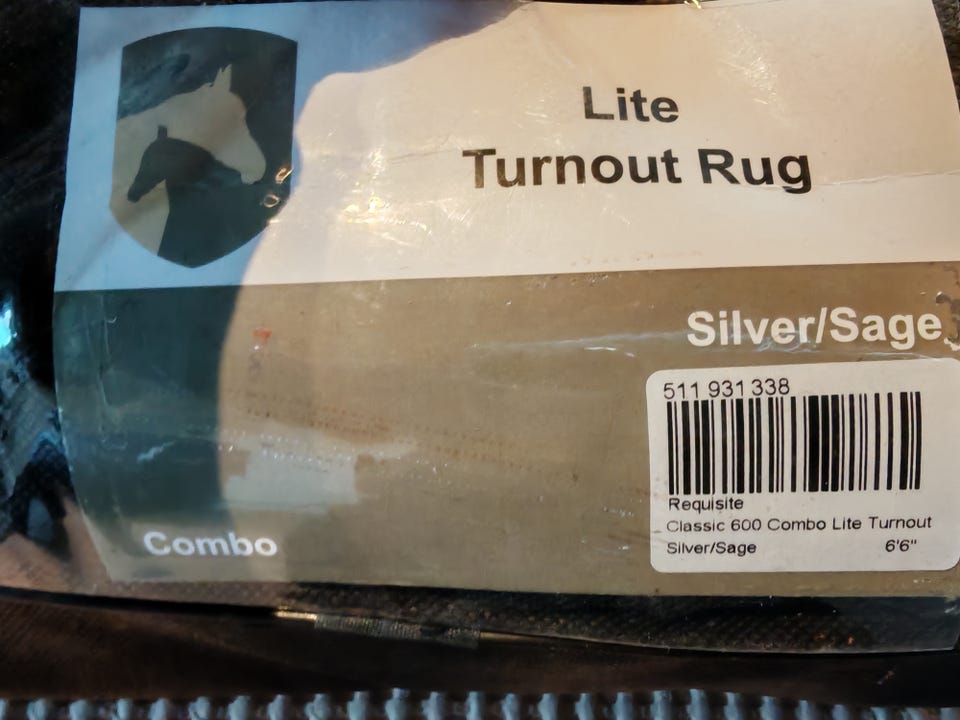 Lite
Turnout Rug
Silver/Sage
511 931 338
Requisite
Classic 600 Combo Lite Turnout
Silver/Sage 6'6"
Combo